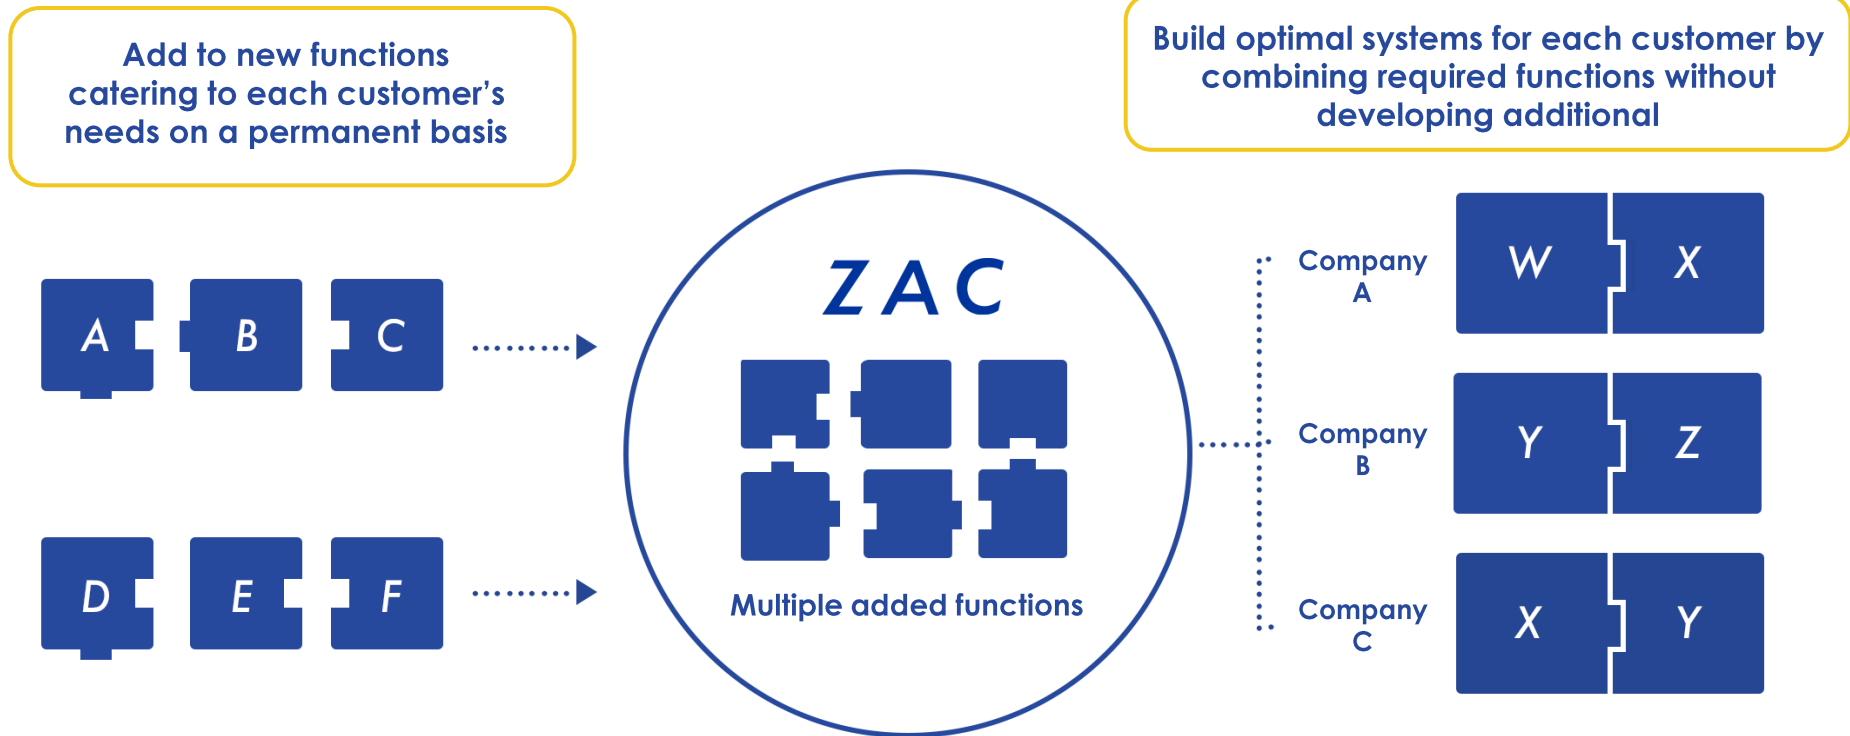 Add to new functions
catering to each customer's
needs on a permanent basis
Build optimal systems for each customer by
combining required functions without
developing additional
A
B
C
D
E
F
ZAC
Multiple added functions
Company
A
W
X
Company
B
Y
Z
Company
C
X
Y